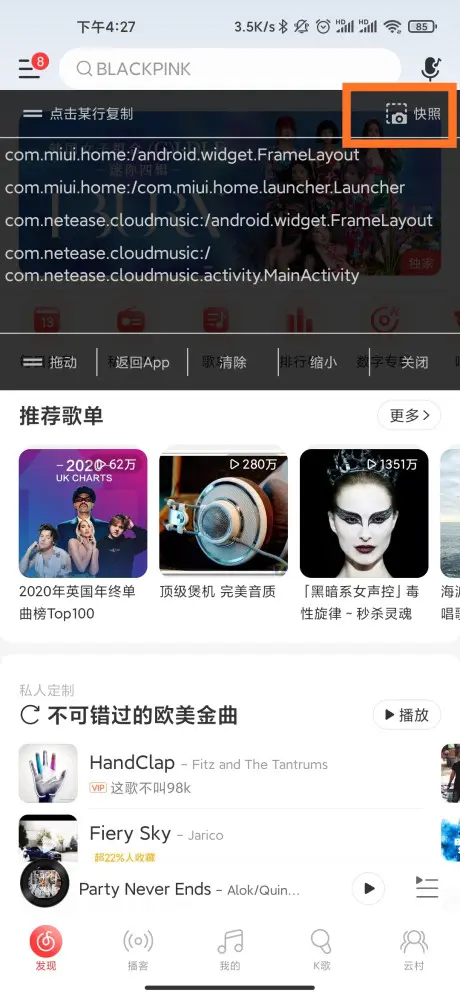 下午4:27
3.5K/s
HD
HD
85
8
BLACKPINK
点击某行复制
快照
com.miui.home:/android.widget.FrameLayout
com.miui.home:/com.miui.home.launcher.Launcher
com.netease.cloudmusic:/android.widget.FrameLayout
com.netease.cloudmusic:/
com.netease.cloudmusic.activity.MainActivity
独家
13
拖动
返回App
清除
缩小
关闭
推荐歌单
更多
2020
62万
280万
1351万
UK CHARTS
2020年英国年终单
曲榜Top100
顶级煲机 完美音质
「黑暗系女声控」毒
性旋律 ~ 秒杀灵魂
海派
唱歌
私人定制
不可错过的欧美金曲
播放
HandClap - Fitz and The Tantrums
VIP 这歌不叫98k
Fiery Sky - Jarico
超22%人收藏
Party Never Ends - Alok/Quin...
发现
播客
我的
K歌
云村